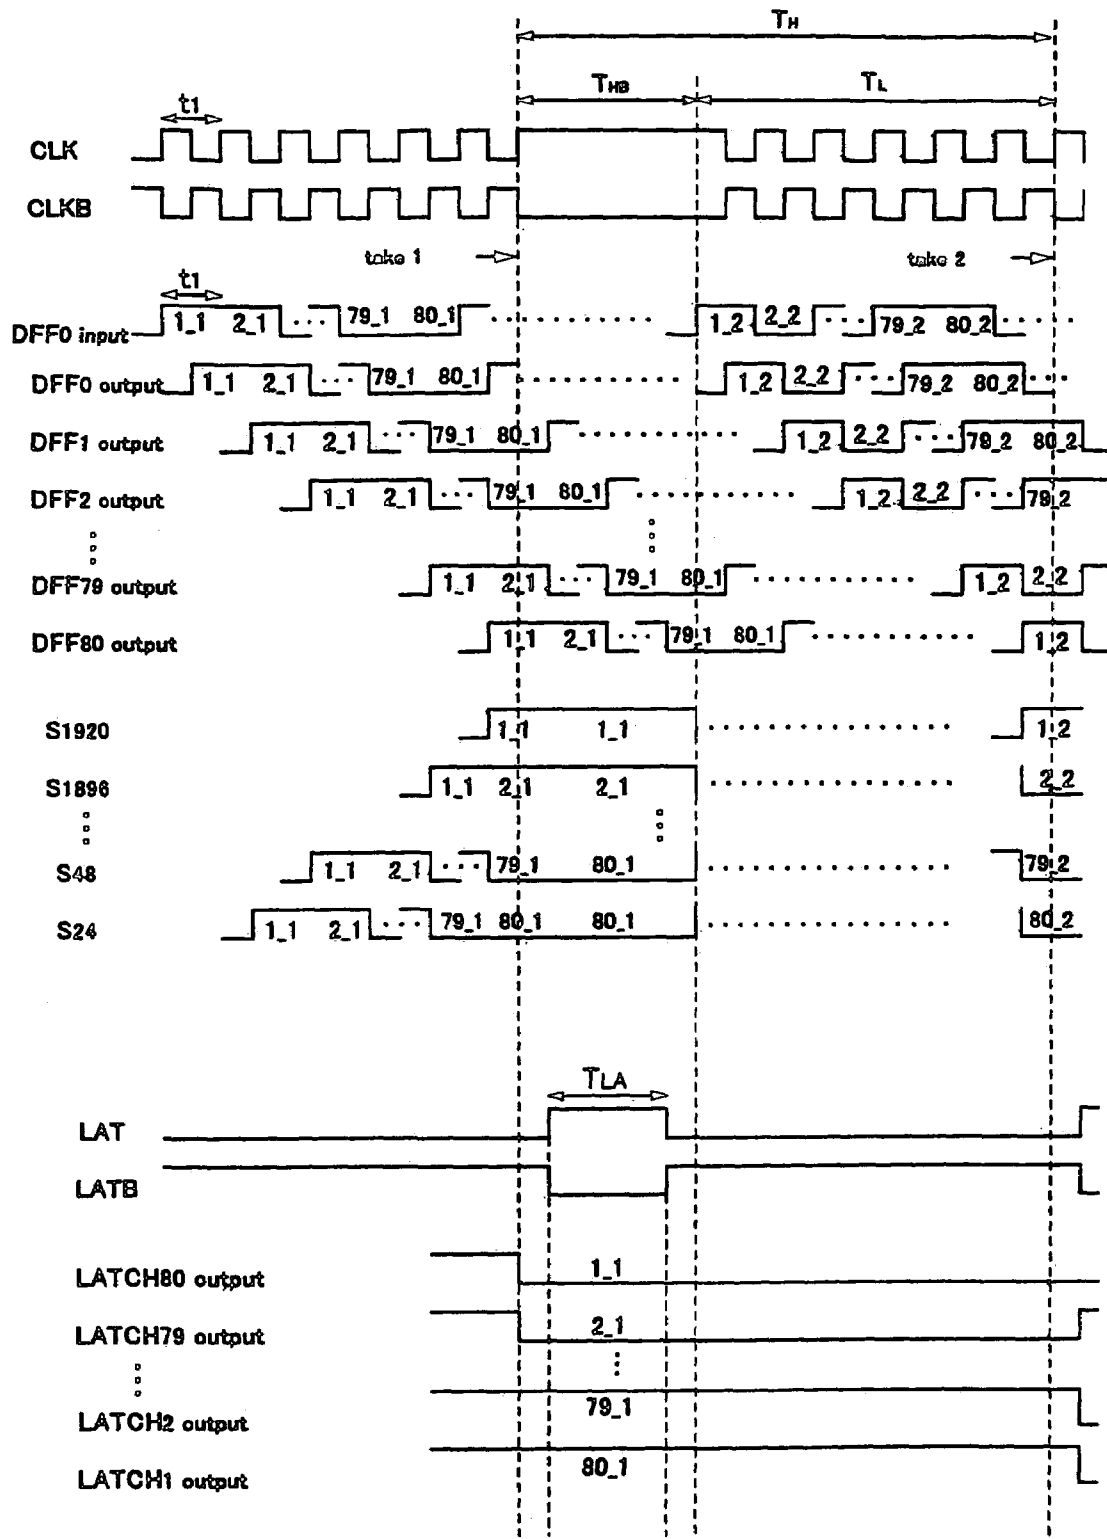 TH
THB TL
t1
CLK
CLKB
take 1 take 2
t1
DFF0 input 1_1 2_1 79_1 80_1 1_2 2_2 79_2 80_2
DFF0 output 1_1 2_1 79_1 80_1 1_2 2_2 79_2 80_2
DFF1 output 1_1 2_1 79_1 80_1 1_2 2_2 79_2 80_2
DFF2 output 1_1 2_1 79_1 80_1 1_2 2_2 79_2
DFF79 output 1_1 2_1 79_1 80_1 1_2 2_2
DFF80 output 1_1 2_1 79_1 80_1 1_2
S1920 1_1 1_1 1_2
S1896 1_1 2_1 2_1 2_2
S48 1_1 2_1 79_1 80_1 79_2
S24 1_1 2_1 79_1 80_1 80_1 80_2
TLA
LAT
LATB
LATCH80 output 1_1
LATCH79 output 2_1
LATCH2 output 79_1
LATCH1 output 80_1